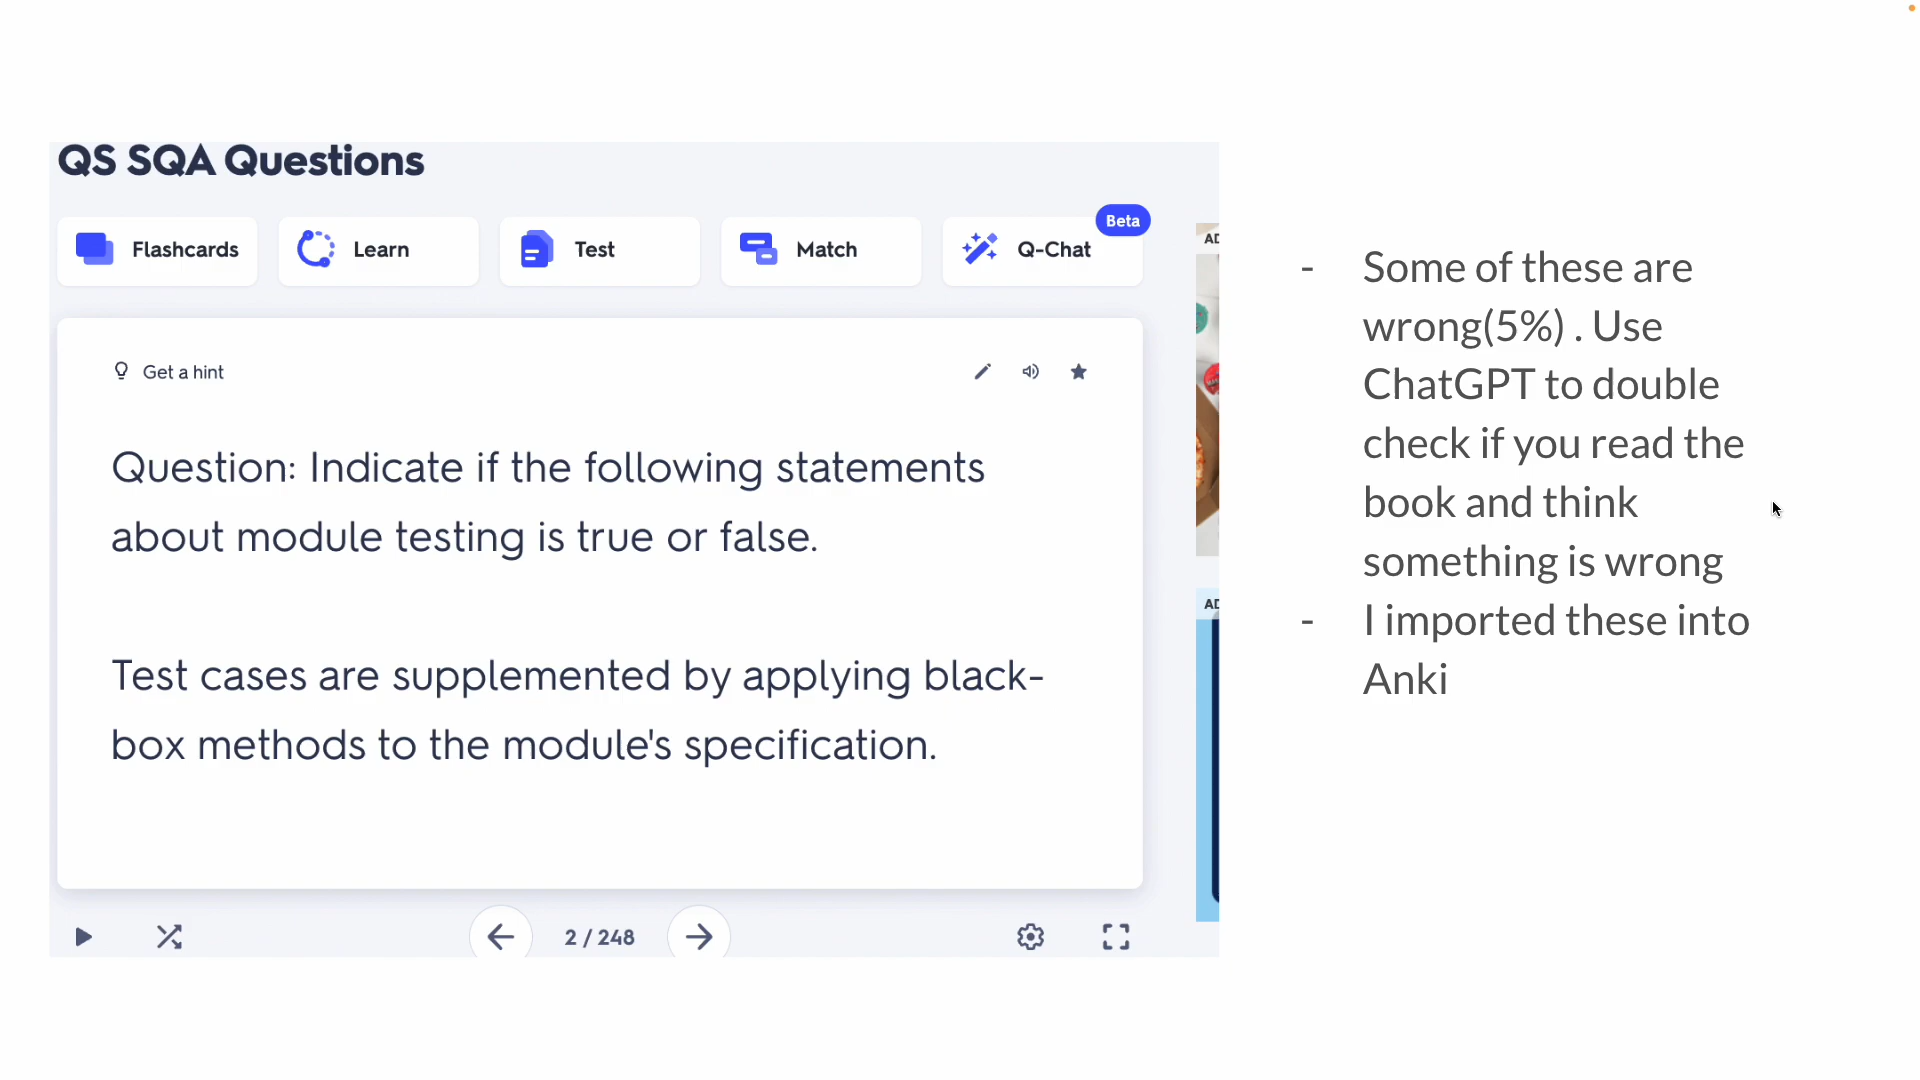 QS SQA Questions
Flashcards
Learn
Test
Match
Q-Chat
Beta
Get a hint
Question: Indicate if the following statements
about module testing is true or false.
Test cases are supplemented by applying black-
box methods to the module's specification.
2 / 248
AD
AD
- Some of these are
wrong(5%) . Use
ChatGPT to double
check if you read the
book and think
something is wrong
- I imported these into
Anki